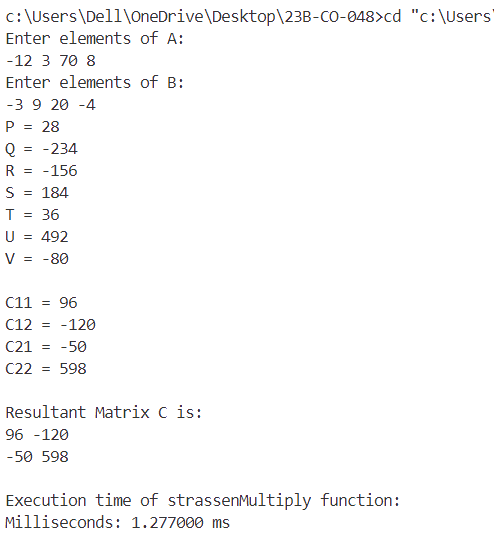 c:\Users\Dell\OneDrive\Desktop\23B-CO-048>cd "c:\Users\
Enter elements of A:
-12 3 70 8
Enter elements of B:
-3 9 20 -4
P = 28
Q = -234
R = -156
S = 184
T = 36
U = 492
V = -80
C11 = 96
C12 = -120
C21 = -50
C22 = 598
Resultant Matrix C is:
96 -120
-50 598
Execution time of strassenMultiply function:
Milliseconds: 1.277000 ms